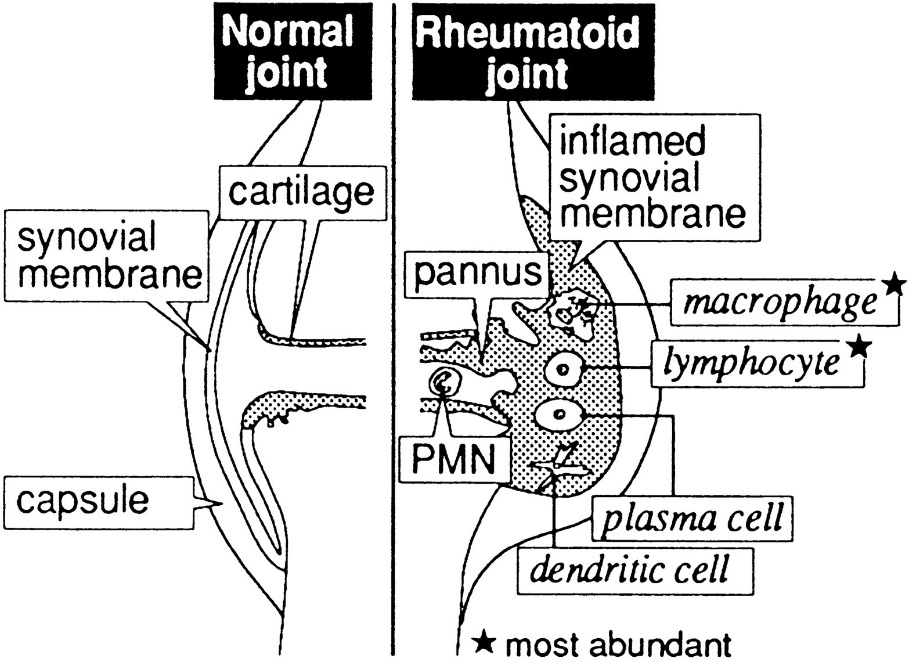 Normal
joint
Rheumatoid
joint
cartilage
synovial
membrane
capsule
inflamed
synovial
membrane
pannus
macrophage ★
lymphocyte ★
PMN
plasma cell
dendritic cell
★ most abundant